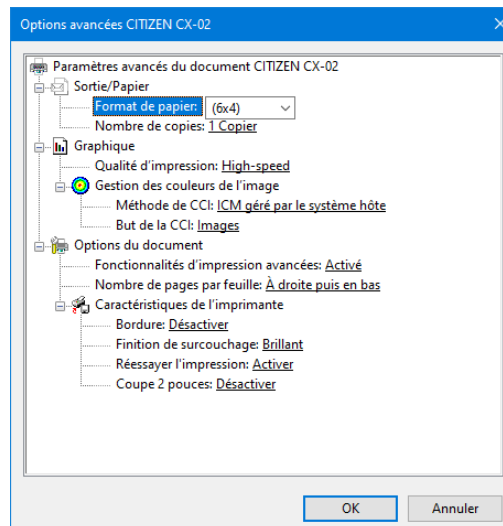 Options avancées CITIZEN CX-02
Paramètres avancés du document CITIZEN CX-02
Sortie/Papier
Format de papier: (6x4)
Nombre de copies: 1 Copier
Graphique
Qualité d'impression: High-speed
Gestion des couleurs de l'image
Méthode de CCI: ICM géré par le système hôte
But de la CCI: Images
Options du document
Fonctionnalités d'impression avancées: Activé
Nombre de pages par feuille: À droite puis en bas
Caractéristiques de l'imprimante
Bordure: Désactiver
Finition de surcouchage: Brillant
Réessayer l'impression: Activer
Coupe 2 pouces: Désactiver
OK Annuler